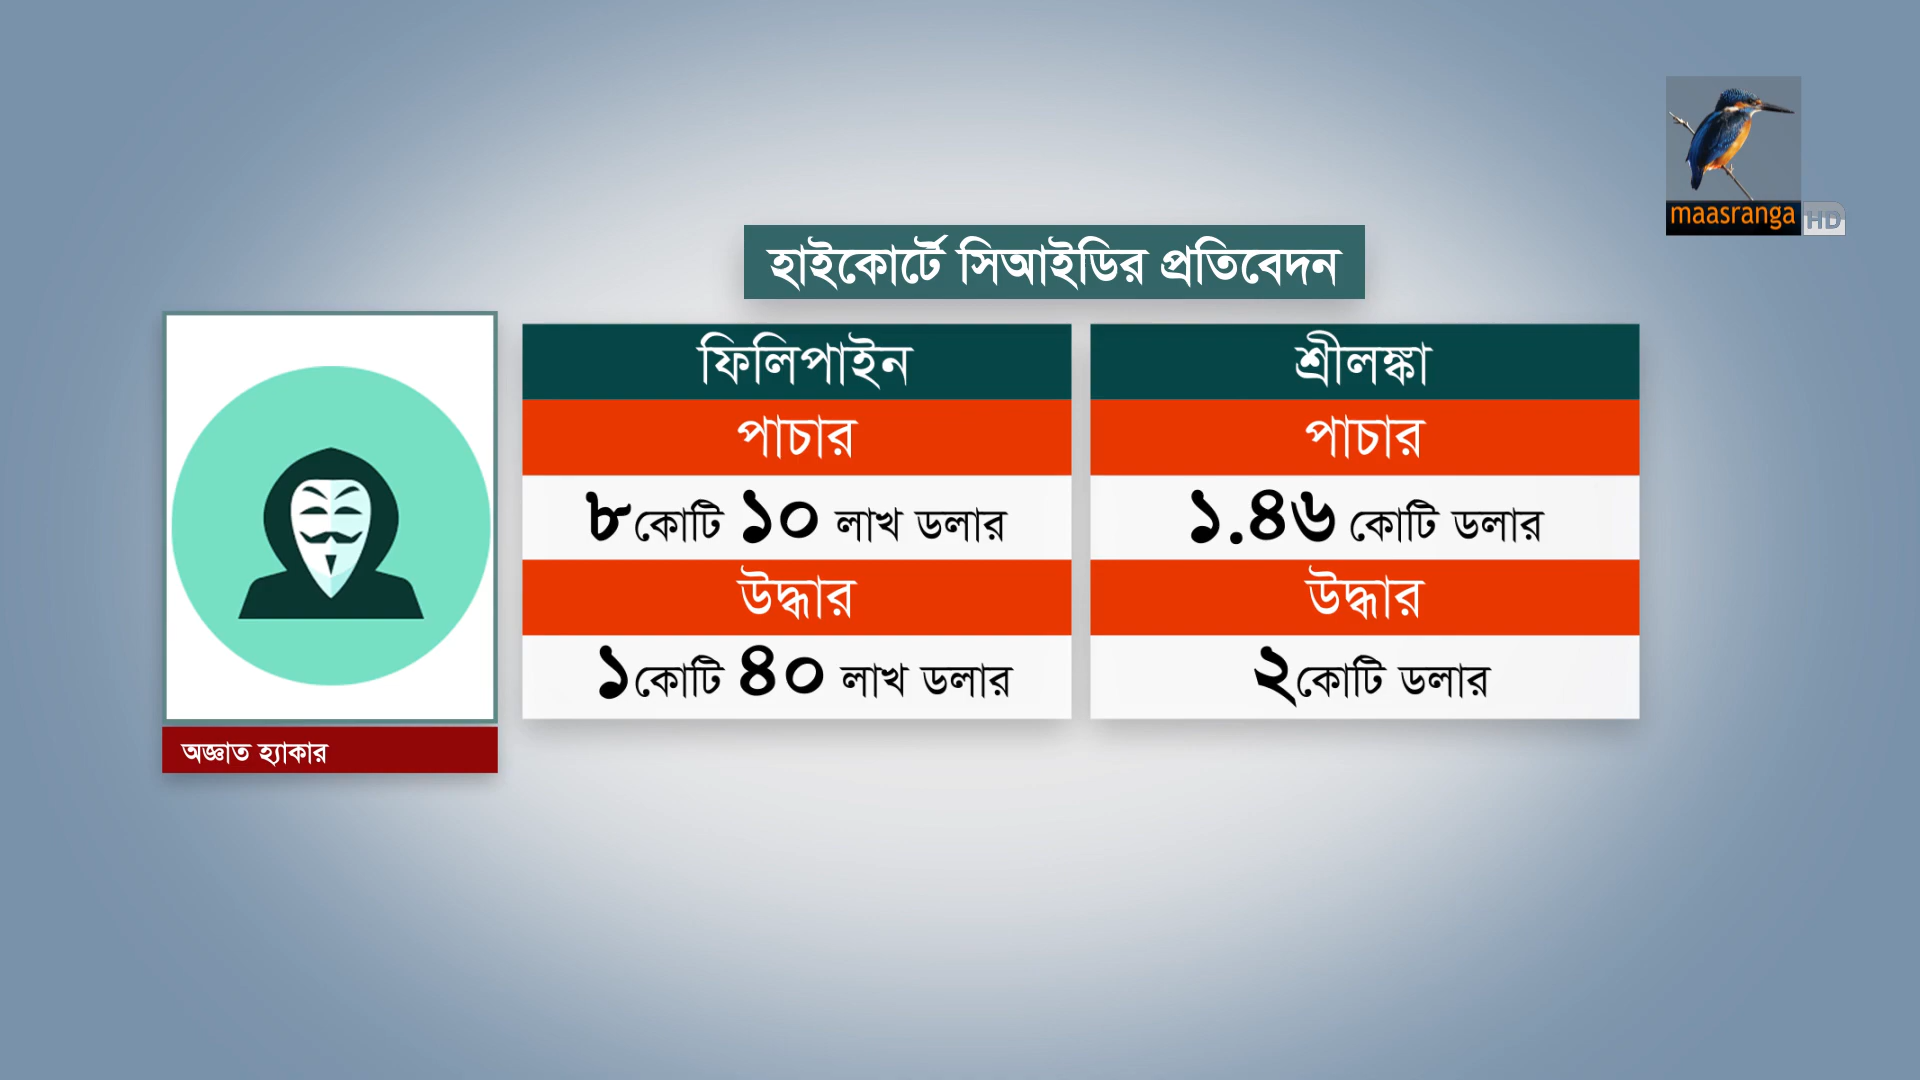 maasranga HD
হাইকোর্টে সিআইডির প্রতিবেদন
ফিলিপাইন
পাচার
৮কোটি ১০ লাখ ডলার
উদ্ধার
১কোটি ৪০ লাখ ডলার
শ্রীলঙ্কা
পাচার
১.৪৬ কোটি ডলার
উদ্ধার
২কোটি ডলার
অজ্ঞাত হ্যাকার